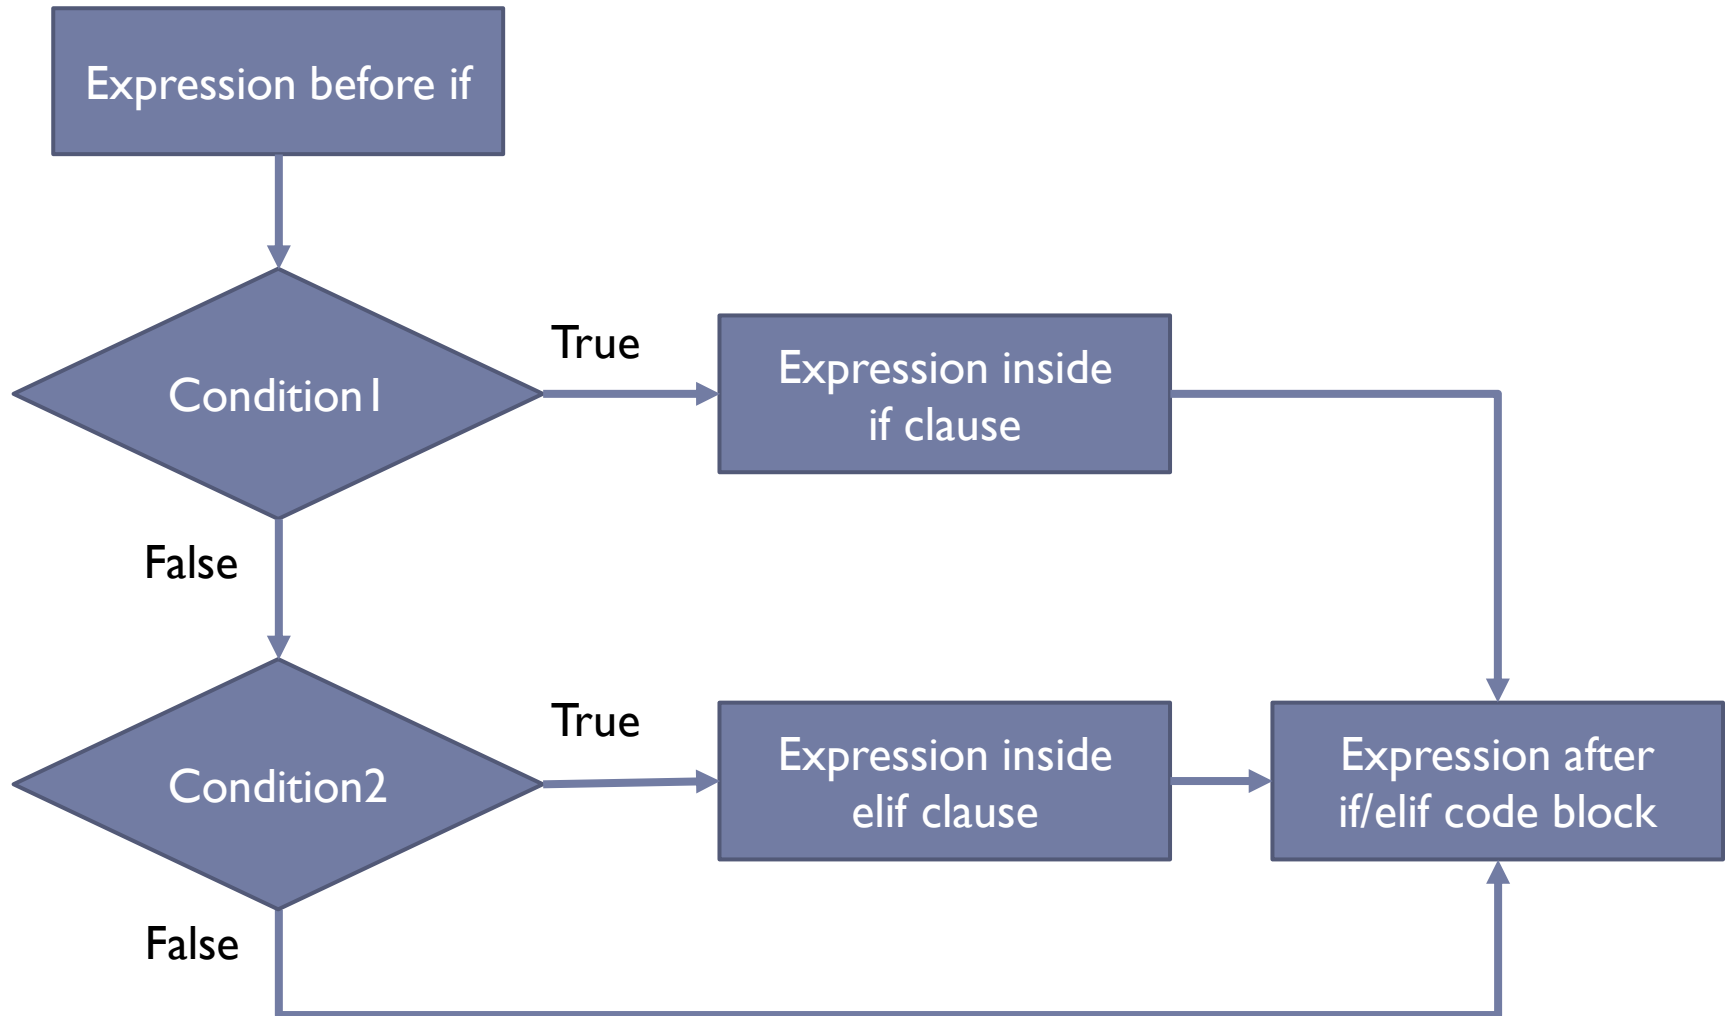 Expression before if
True
Condition1
Expression inside
if clause
False
True
Condition2
Expression inside
elif clause
Expression after
if/elif code block
False